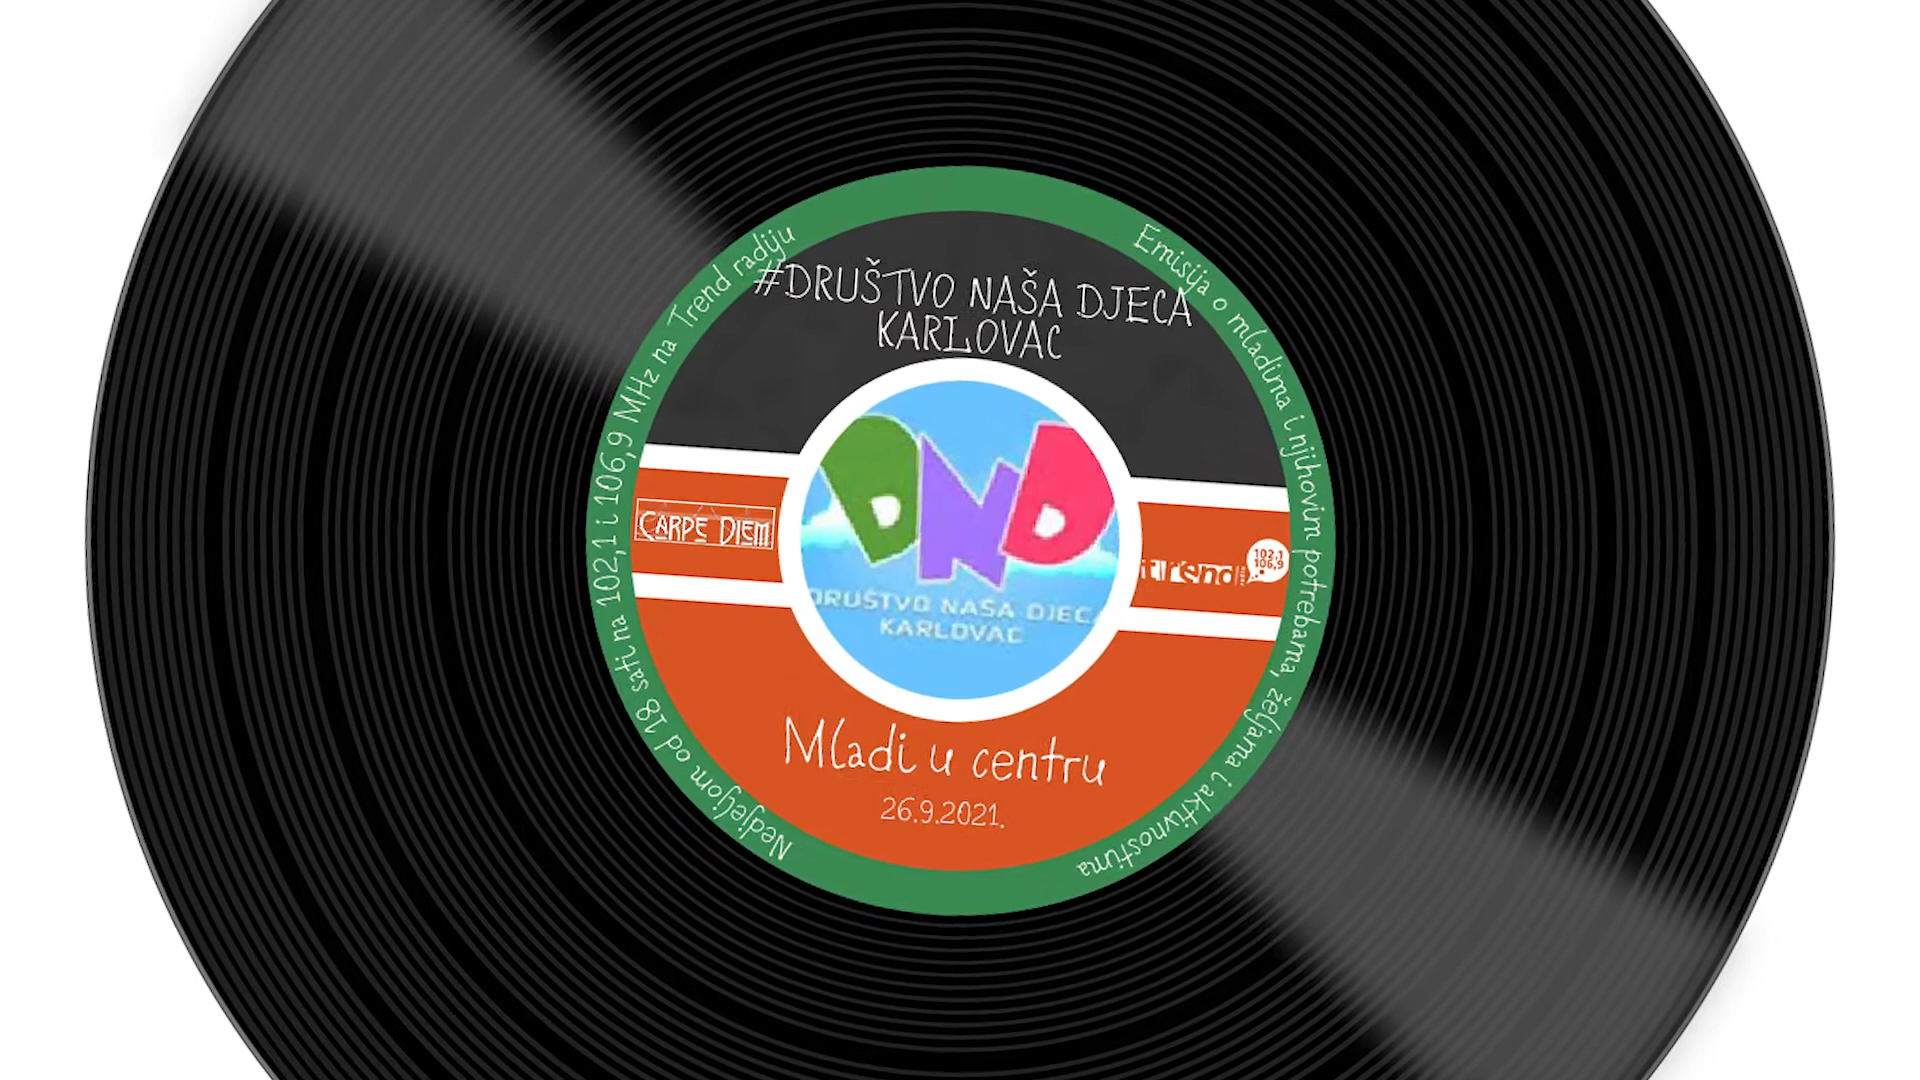 #DRUŠTVO NAŠA DJECA
KARLOVAC
Nedjeljom od 18 sati na 102,1 i 106,9 MHz na Trend radiju
Emisija o mladima i njihovim potrebama, željama i aktivnostima
CARPE DIEM
DND
DRUŠTVO NAŠA DJECA
KARLOVAC
trend
102,1
106,9
Mladi u centru
26.9.2021.